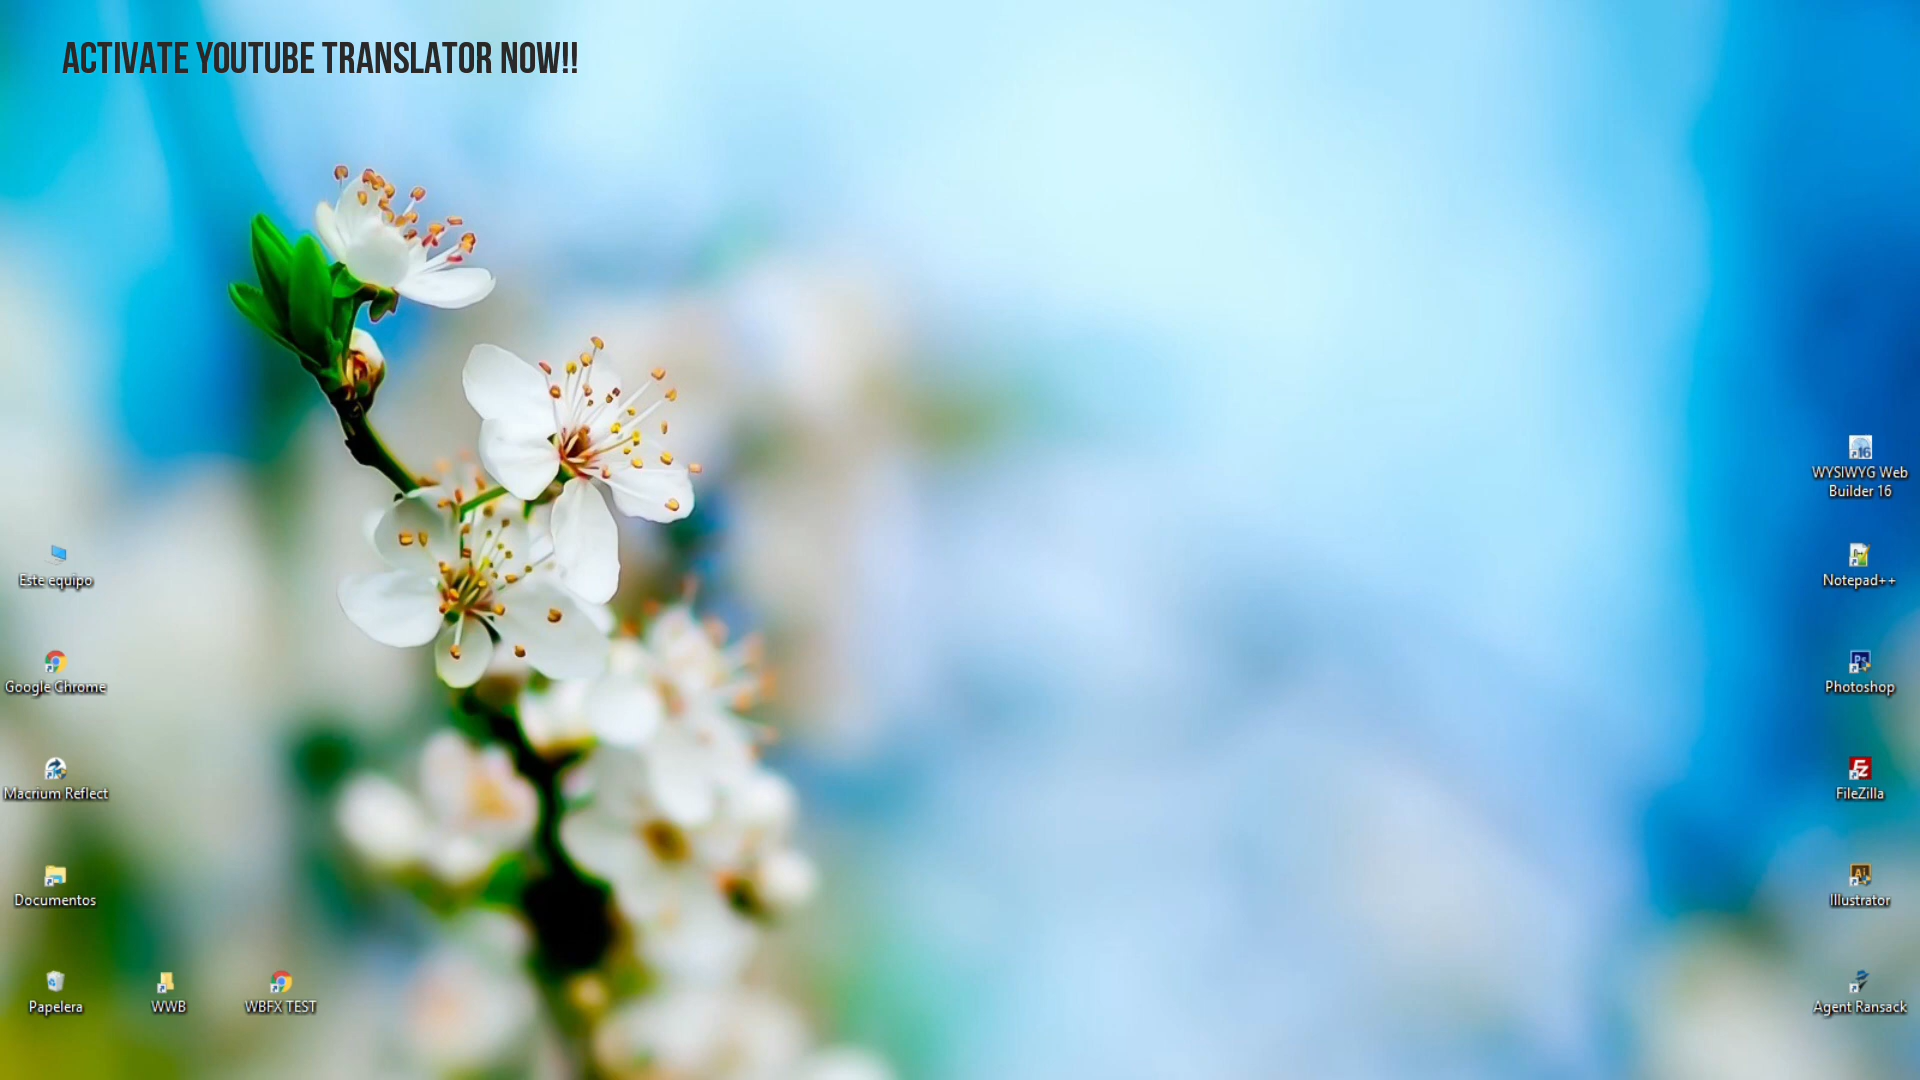 ACTIVATE YOUTUBE TRANSLATOR NOW!!
WYSIWYG Web
Builder 16
Este equipo
Notepad++
Google Chrome
Photoshop
Macrium Reflect
FileZilla
Documentos
Illustrator
Papelera
WWB
WBFX TEST
Agent Ransack